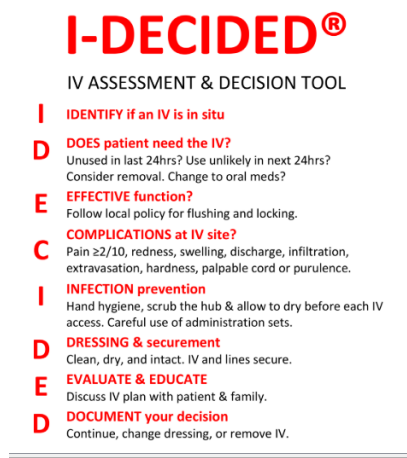 I-DECIDED®
IV ASSESSMENT & DECISION TOOL
I IDENTIFY if an IV is in situ
D DOES patient need the IV?
Unused in last 24hrs? Use unlikely in next 24hrs?
Consider removal. Change to oral meds?
E EFFECTIVE function?
Follow local policy for flushing and locking.
C COMPLICATIONS at IV site?
Pain ≥2/10, redness, swelling, discharge, infiltration,
extravasation, hardness, palpable cord or purulence.
I INFECTION prevention
Hand hygiene, scrub the hub & allow to dry before each IV
access. Careful use of administration sets.
D DRESSING & securement
Clean, dry, and intact. IV and lines secure.
E EVALUATE & EDUCATE
Discuss IV plan with patient & family.
D DOCUMENT your decision
Continue, change dressing, or remove IV.